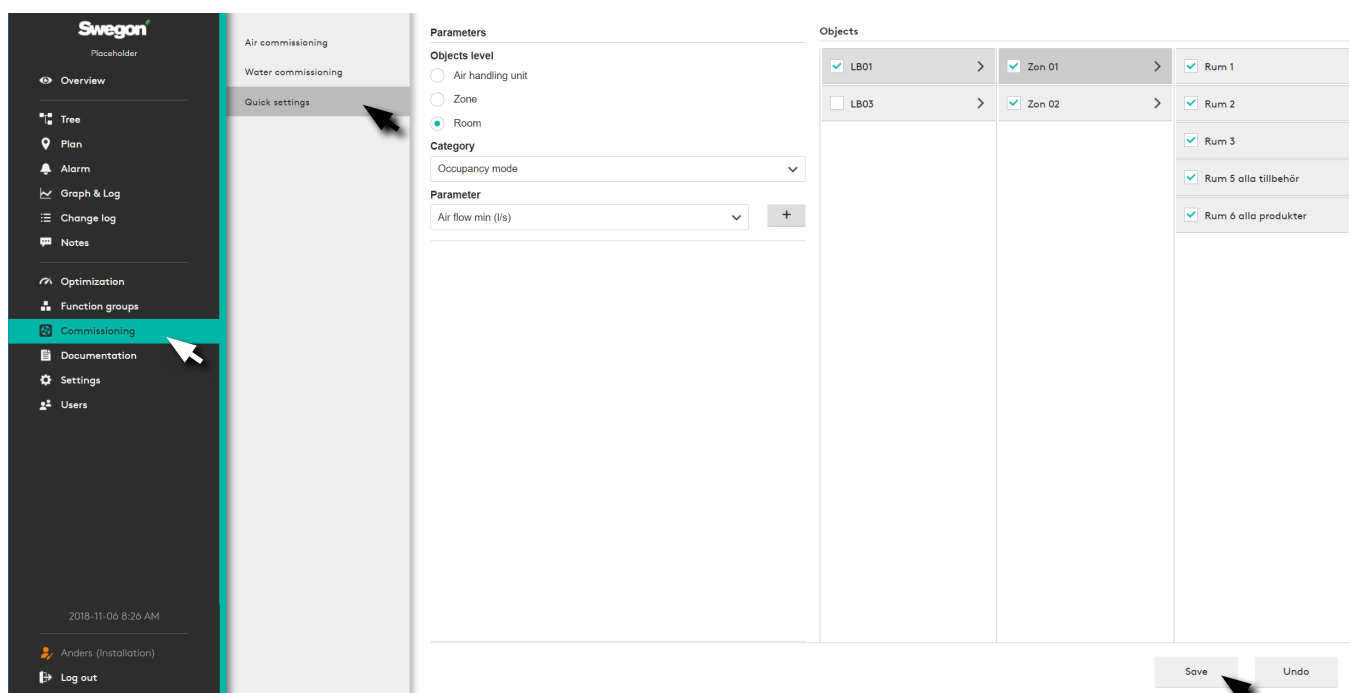 Swegon
Placeholder
Overview
Tree
Plan
Alarm
Graph & Log
Change log
Notes
Optimization
Function groups
Commissioning
Documentation
Settings
Users
2018-11-06 8:26 AM
Anders (Installation)
Log out
Air commissioning
Water commissioning
Quick settings
Parameters
Objects level
Air handling unit
Zone
Room
Category
Occupancy mode
Parameter
Air flow min (l/s)
+
Objects
LB01
LB03
Zon 01
Zon 02
Rum 1
Rum 2
Rum 3
Rum 5 alla tillbehör
Rum 6 alla produkter
Save
Undo